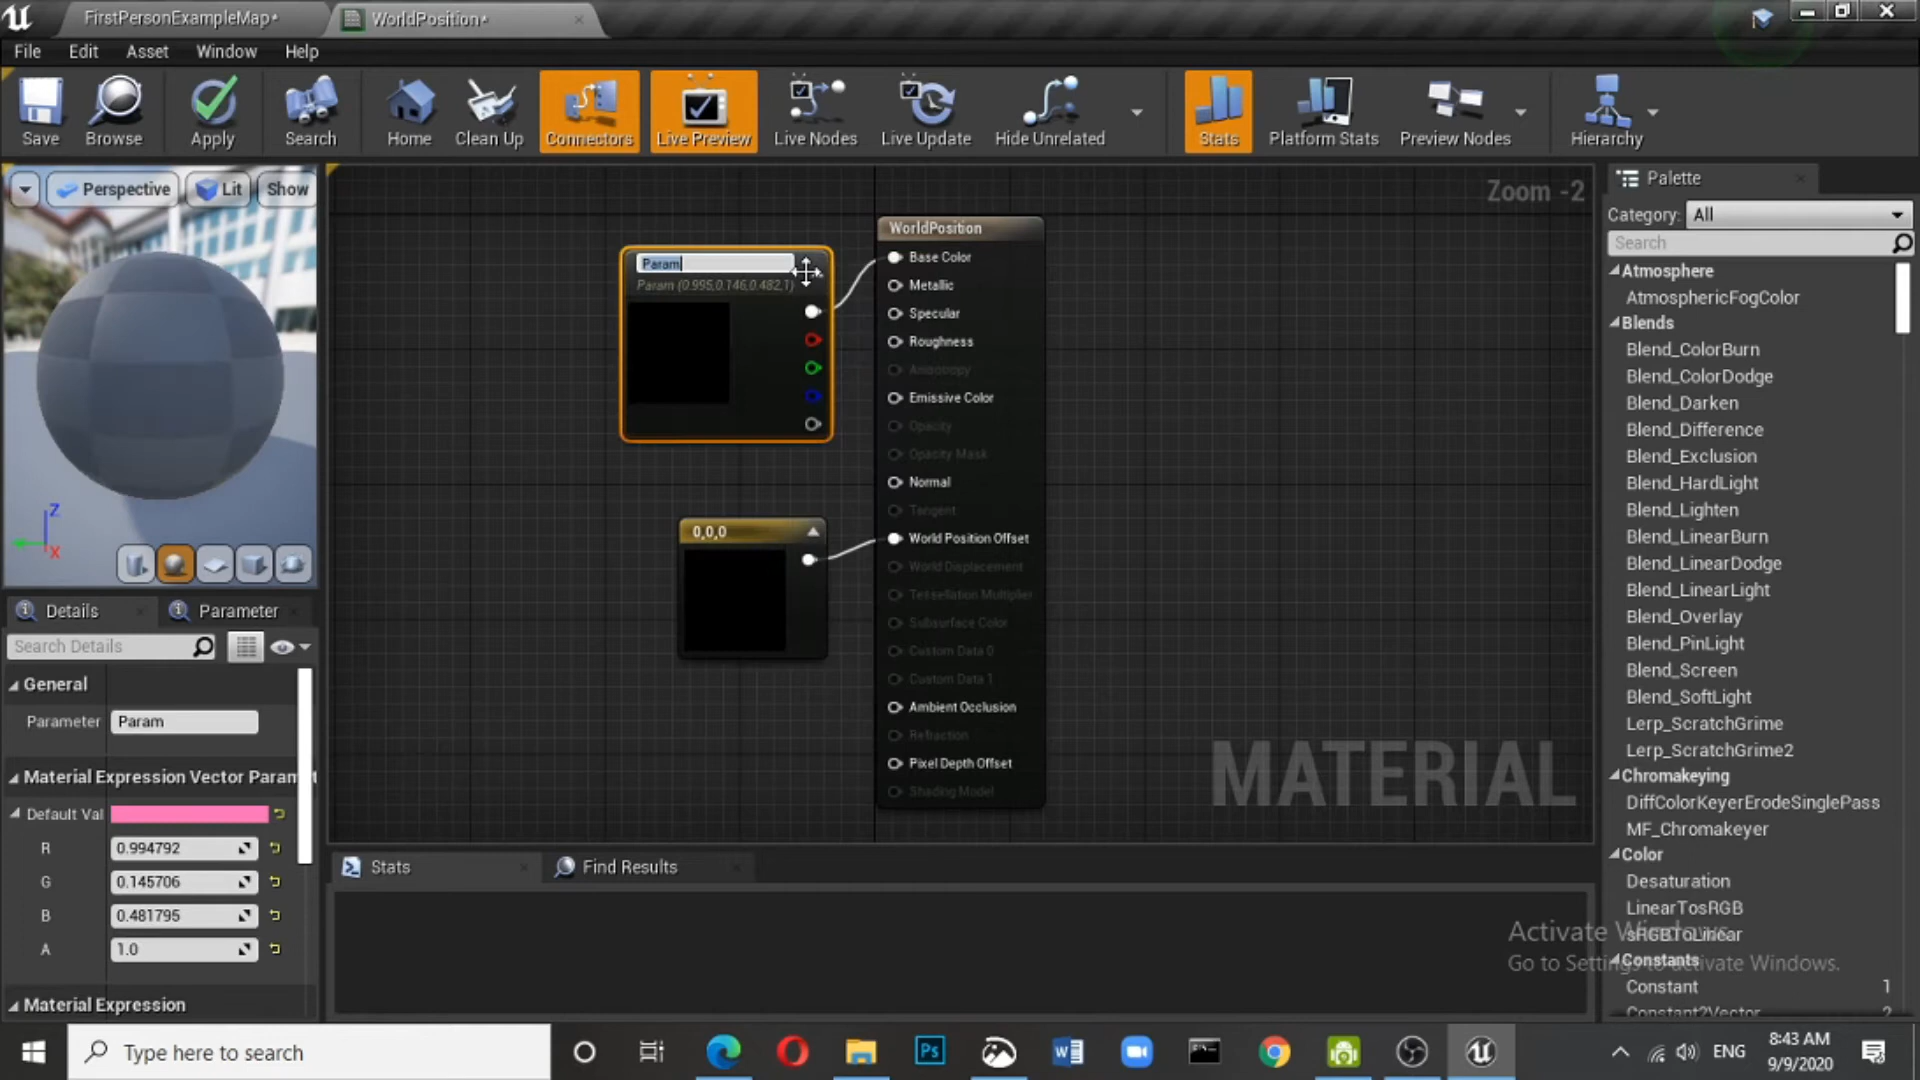 FirstPersonExampleMap*
WorldPosition*
File Edit Asset Window Help
Save Browse Apply Search Home Clean Up Connectors Live Preview Live Nodes Live Update Hide Unrelated Stats Platform Stats Preview Nodes Hierarchy
Perspective Lit Show
Z
X
Zoom -2
Param
Param (0.995,0.146,0.482,1)
0,0,0
WorldPosition
Base Color
Metallic
Specular
Roughness
Anisotropy
Emissive Color
Opacity
Opacity Mask
Normal
Tangent
World Position Offset
World Displacement
Tessellation Multiplier
Subsurface Color
Custom Data 0
Custom Data 1
Ambient Occlusion
Refraction
Pixel Depth Offset
Shading Model
MATERIAL
Details Parameter
Search Details
General
Parameter Param
Material Expression Vector Paramet
Default Val
R 0.994792
G 0.145706
B 0.481795
A 1.0
Material Expression
Stats Find Results
Palette
Category: All
Search
Atmosphere
AtmosphericFogColor
Blends
Blend_ColorBurn
Blend_ColorDodge
Blend_Darken
Blend_Difference
Blend_Exclusion
Blend_HardLight
Blend_Lighten
Blend_LinearBurn
Blend_LinearDodge
Blend_LinearLight
Blend_Overlay
Blend_PinLight
Blend_Screen
Blend_SoftLight
Lerp_ScratchGrime
Lerp_ScratchGrime2
Chromakeying
DiffColorKeyerErodeSinglePass
MF_Chromakeyer
Color
Desaturation
LinearTosRGB
sRGBToLinear
Constants
Constant 1
Constant2Vector 2
Activate Windows
Go to Settings to activate Windows.
Type here to search
Ps
ENG
8:43 AM
9/9/2020